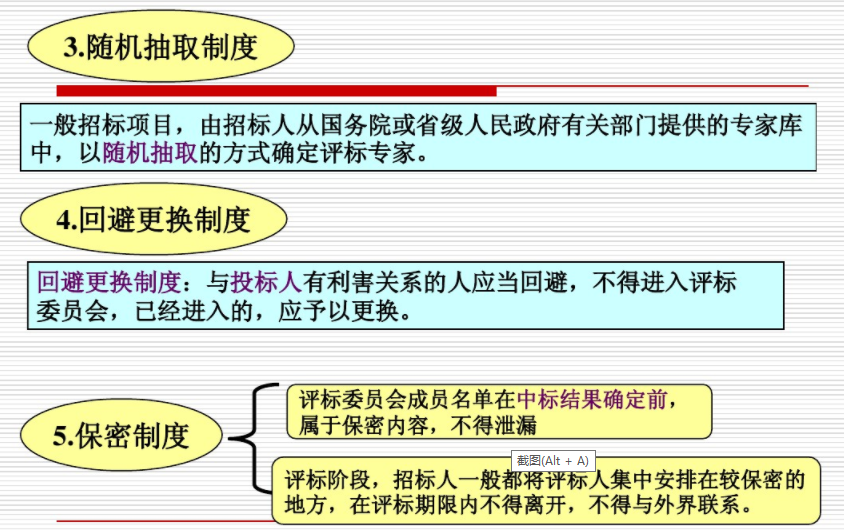 3.随机抽取制度
一般招标项目，由招标人从国务院或省级人民政府有关部门提供的专家库
中，以随机抽取的方式确定评标专家。
4.回避更换制度
回避更换制度：与投标人有利害关系的人应当回避，不得进入评标
委员会，已经进入的，应予以更换。
5.保密制度
评标委员会成员名单在中标结果确定前，
属于保密内容，不得泄漏
截图(Alt + A)
评标阶段，招标人一般都将评标人集中安排在较保密的
地方，在评标期限内不得离开，不得与外界联系。